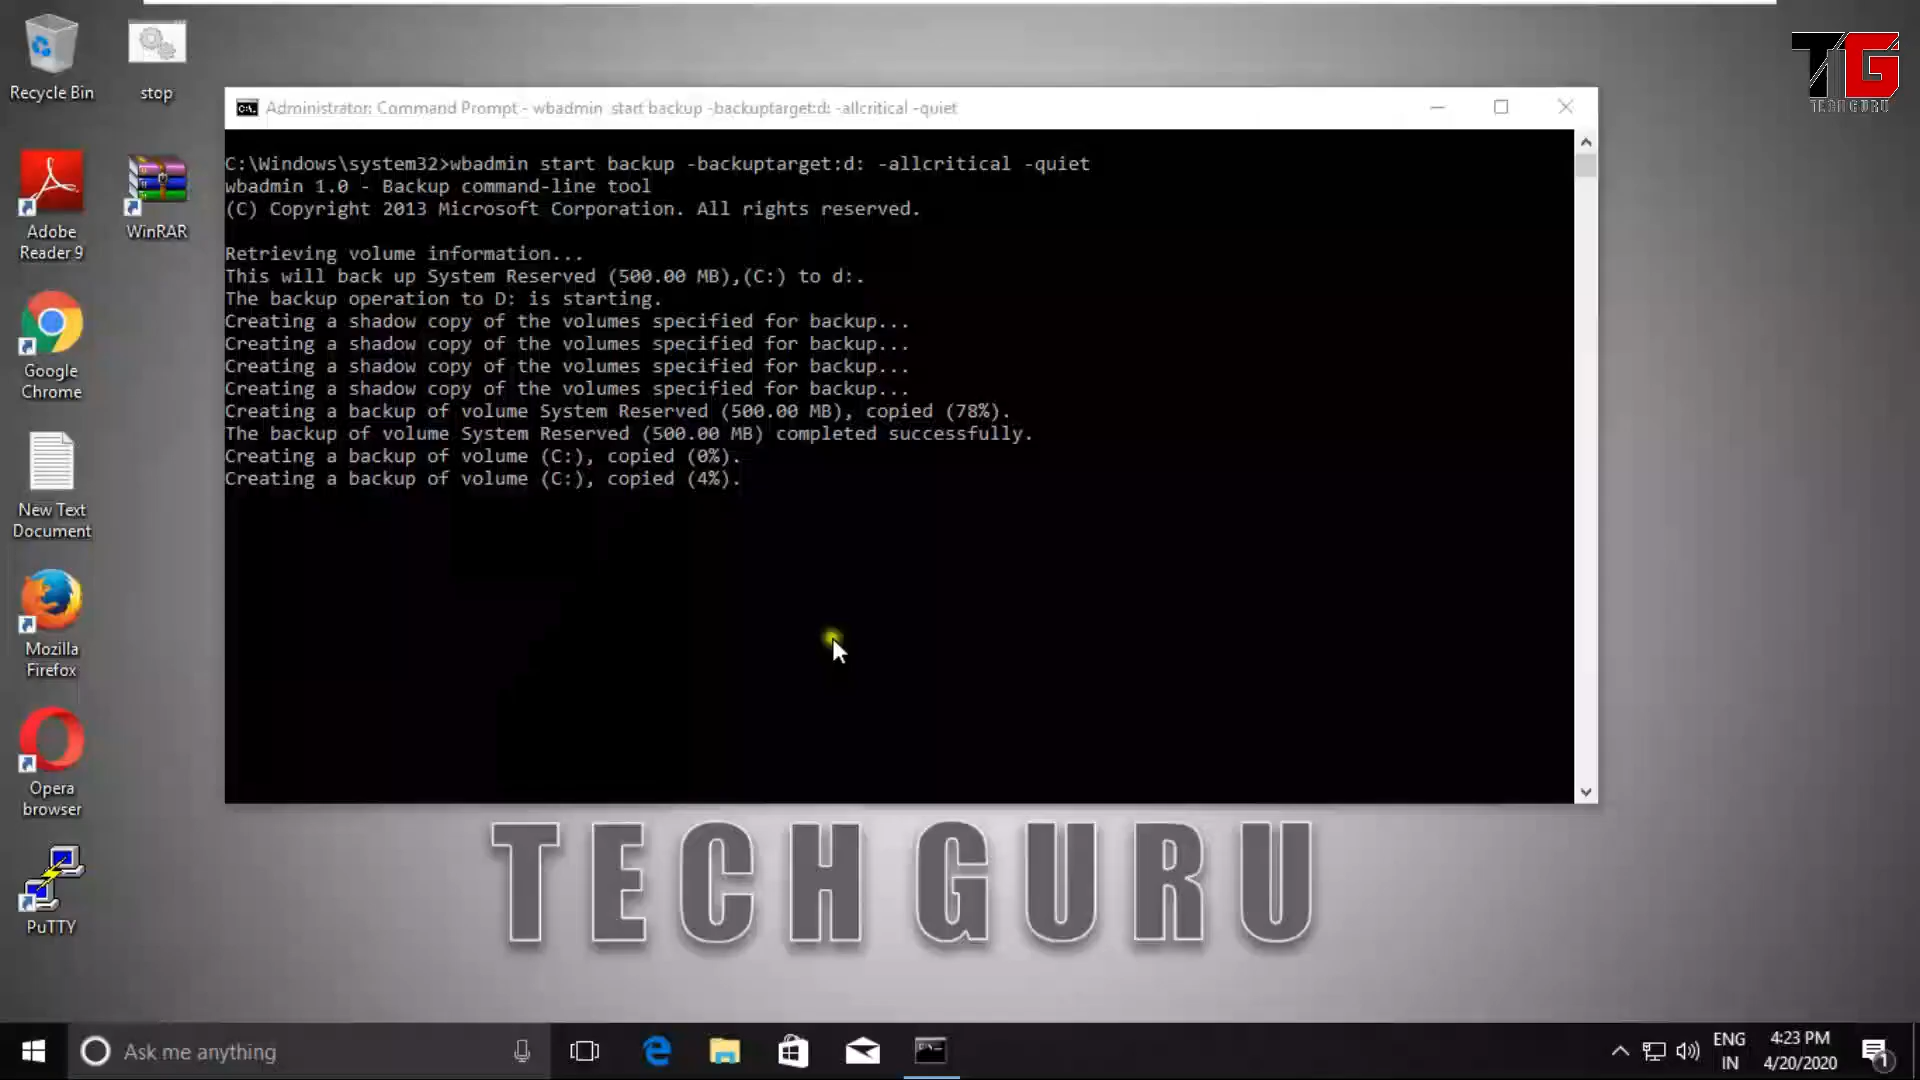 Recycle Bin
stop
Adobe
Reader 9
WinRAR
Google
Chrome
New Text
Document
Mozilla
Firefox
Opera
browser
PuTTY
TG
TECH GURU
Administrator: Command Prompt - wbadmin  start backup -backuptarget:d: -allcritical -quiet
C:\Windows\system32>wbadmin start backup -backuptarget:d: -allcritical -quiet
wbadmin 1.0 - Backup command-line tool
(C) Copyright 2013 Microsoft Corporation. All rights reserved.
Retrieving volume information...
This will back up System Reserved (500.00 MB),(C:) to d:.
The backup operation to D: is starting.
Creating a shadow copy of the volumes specified for backup...
Creating a shadow copy of the volumes specified for backup...
Creating a shadow copy of the volumes specified for backup...
Creating a shadow copy of the volumes specified for backup...
Creating a backup of volume System Reserved (500.00 MB), copied (78%).
The backup of volume System Reserved (500.00 MB) completed successfully.
Creating a backup of volume (C:), copied (0%).
Creating a backup of volume (C:), copied (4%).
TECH GURU
Ask me anything
ENG
IN
4:23 PM
4/20/2020
1